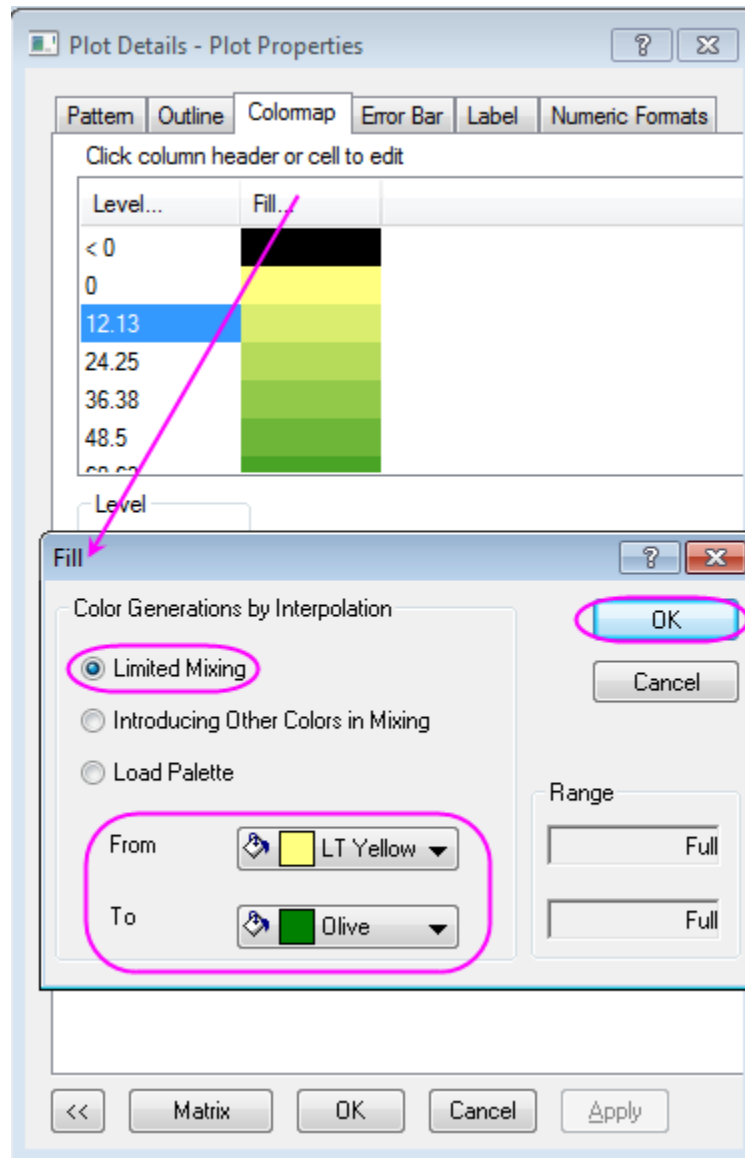 Plot Details - Plot Properties
Pattern Outline Colormap Error Bar Label Numeric Formats
Click column header or cell to edit
Level... Fill...
< 0
0
12.13
24.25
36.38
48.5
Level
Fill
Color Generations by Interpolation
OK
Limited Mixing
Cancel
Introducing Other Colors in Mixing
Load Palette
Range
From LT Yellow Full
To Olive Full
<< Matrix OK Cancel Apply